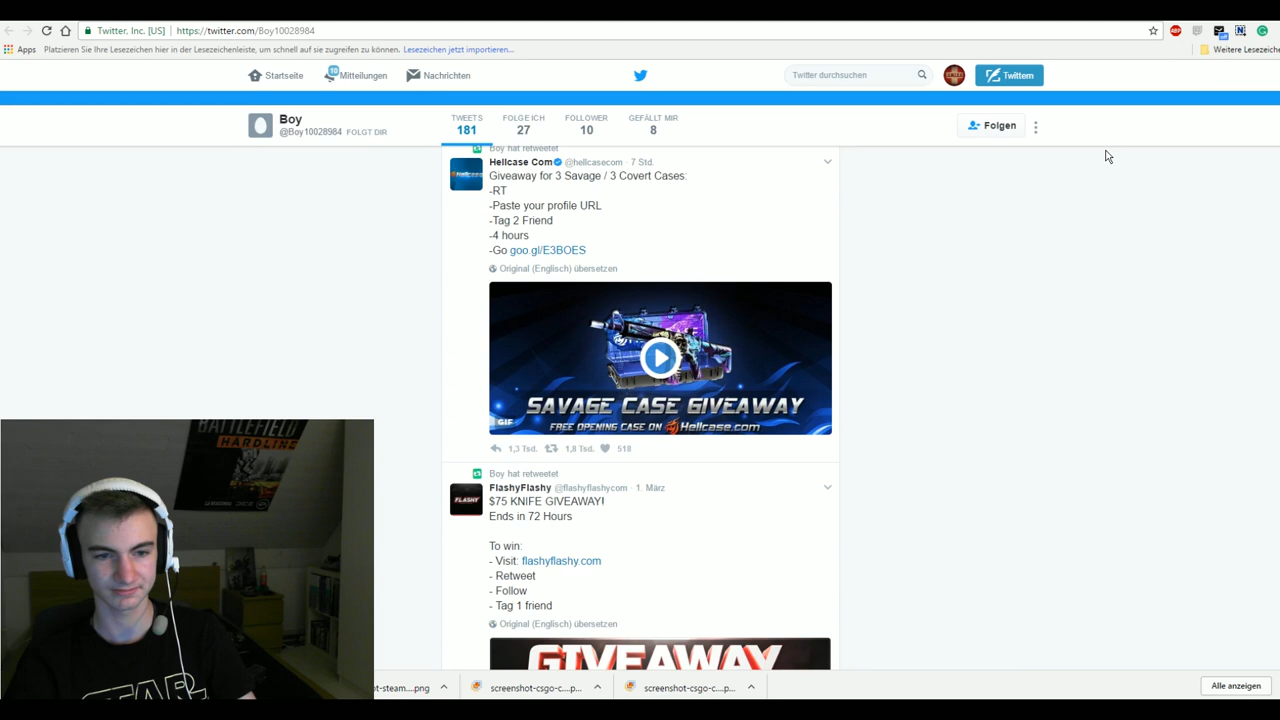 Twitter, Inc. [US] https://twitter.com/Boy10028984
Apps Platzieren Sie Ihre Lesezeichen hier in der Lesezeichenleiste, um schnell auf sie zugreifen zu können. Lesezeichen jetzt importieren... Weitere Lesezeiche
Startseite 10 Mitteilungen Nachrichten Twitter durchsuchen Twittern
Boy
@Boy10028984 FOLGT DIR
TWEETS FOLGE ICH FOLLOWER GEFÄLLT MIR
181 27 10 8
Folgen
Boy hat retweetet
Hellcase Com @hellcasecom · 7 Std.
Giveaway for 3 Savage / 3 Covert Cases:
-RT
-Paste your profile URL
-Tag 2 Friend
-4 hours
-Go goo.gl/E3BOES
Original (Englisch) übersetzen
SAVAGE CASE GIVEAWAY
GIF FREE OPENING CASE ON Hellcase.com
1,3 Tsd. 1,8 Tsd. 518
Boy hat retweetet
FlashyFlashy @flashyflashycom · 1. März
FLASHY
$75 KNIFE GIVEAWAY!
Ends in 72 Hours
To win:
- Visit: flashyflashy.com
- Retweet
- Follow
- Tag 1 friend
Original (Englisch) übersetzen
GIVEAWAY
BATTLEFIELD
HARDLINE
STAR
ot-steam....png screenshot-csgo-c....p... screenshot-csgo-c....p... Alle anzeigen